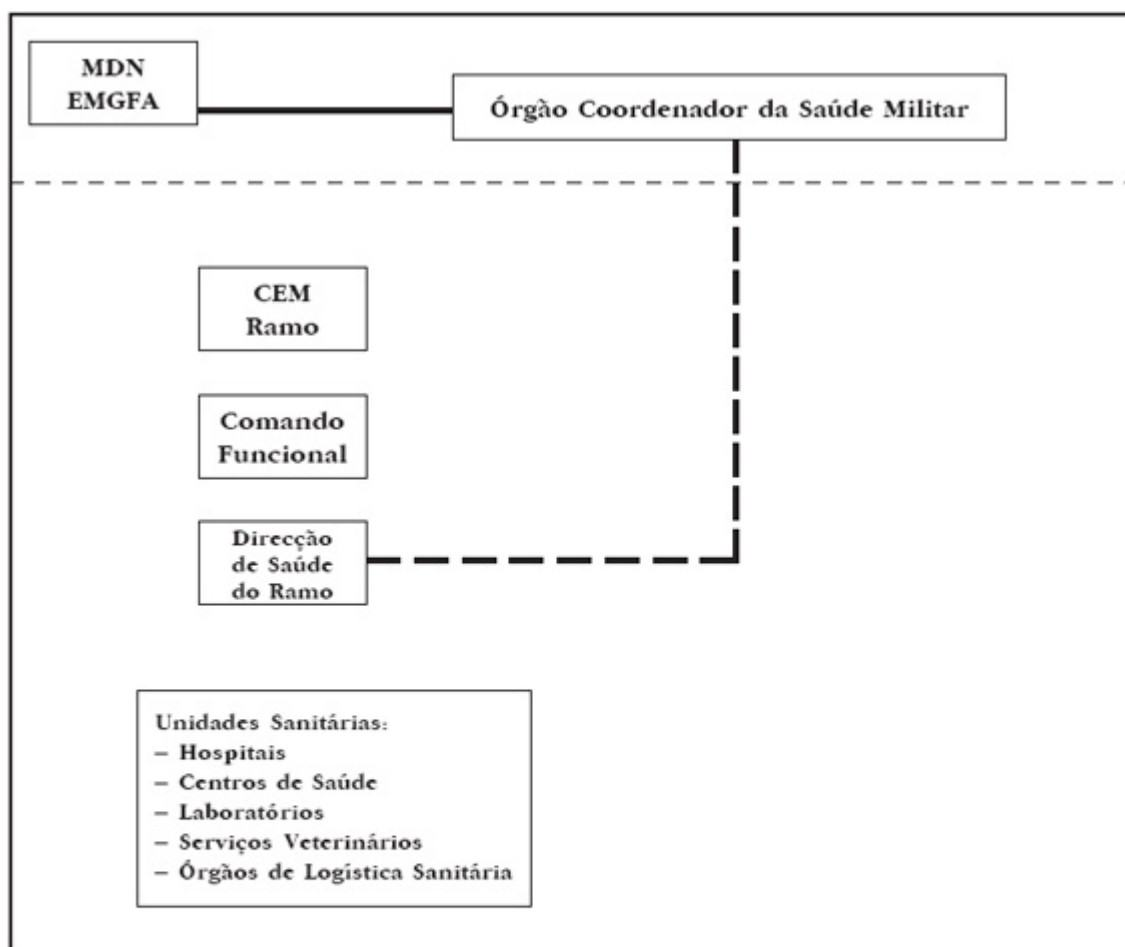 MDN
EMGFA
Órgão Coordenador da Saúde Militar
CEM
Ramo
Comando
Funcional
Direcção
de Saúde
do Ramo
Unidades Sanitárias:
– Hospitais
– Centros de Saúde
– Laboratórios
– Serviços Veterinários
– Órgãos de Logística Sanitária